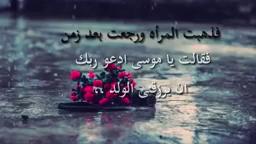 فذهبت المرأه ورجعت بعد زمن
فقالت يا موسى ادعو ربك
ان يرزقني الولد